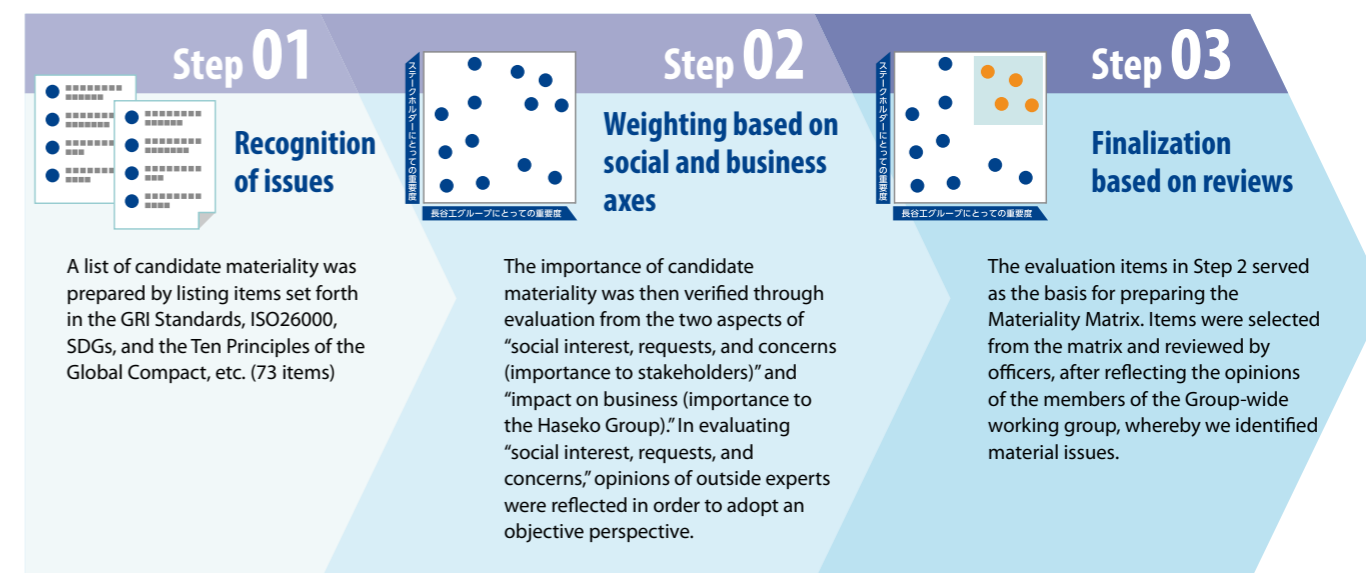 Step 01
Recognition
of issues
A list of candidate materiality was
prepared by listing items set forth
in the GRI Standards, ISO26000,
SDGs, and the Ten Principles of the
Global Compact, etc. (73 items)
Step 02
ステークホルダーにとっての重要度
長谷工グループにとっての重要度
Weighting based on
social and business
axes
The importance of candidate
materiality was then verified through
evaluation from the two aspects of
“social interest, requests, and concerns
(importance to stakeholders)” and
“impact on business (importance to
the Haseko Group).” In evaluating
“social interest, requests, and
concerns,” opinions of outside experts
were reflected in order to adopt an
objective perspective.
Step 03
ステークホルダーにとっての重要度
長谷工グループにとっての重要度
Finalization
based on reviews
The evaluation items in Step 2 served
as the basis for preparing the
Materiality Matrix. Items were selected
from the matrix and reviewed by
officers, after reflecting the opinions
of the members of the Group-wide
working group, whereby we identified
material issues.